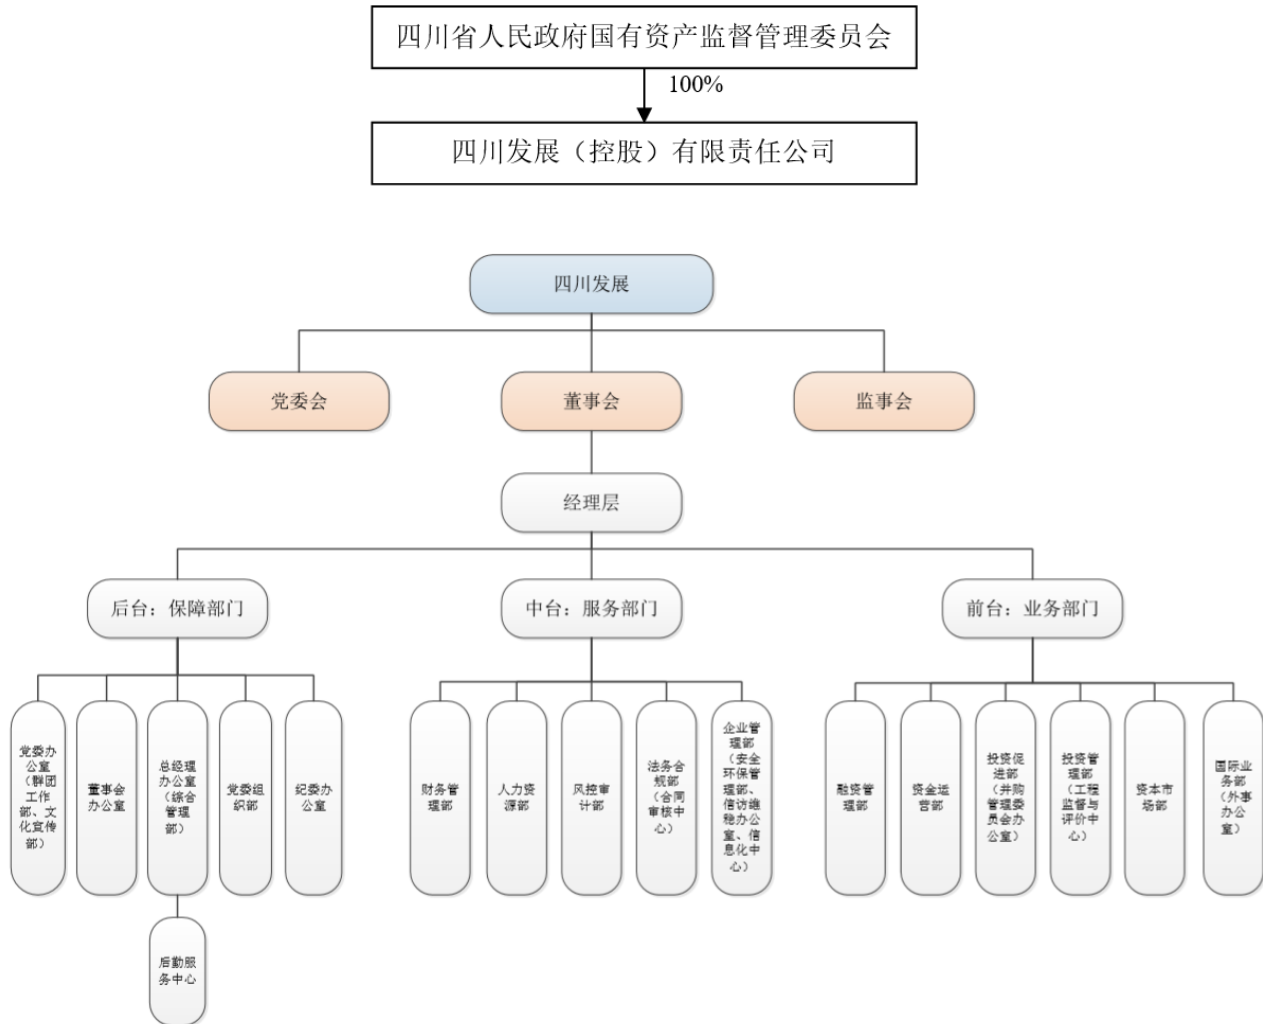 四川省人民政府国有资产监督管理委员会
100%
四川发展（控股）有限责任公司
四川发展
党委会
董事会
监事会
经理层
后台：保障部门
中台：服务部门
前台：业务部门
党委办
公室
（群团
工作
部、文
化宣传
部）
董事会
办公室
总经理
办公室
（综合
管理
部）
党委组
织部
纪委办
公室
财务管
理部
人力资
源部
风控审
计部
法务合
规部
（合同
审核中
心）
企业管
理部
（安全
环保管
理部、
信访维
稳办公
室、信
息化中
心）
融资管
理部
资金运
营部
投资促
进部
（并购
管理委
员会办
公室）
投资管
理部
（工程
监督与
评价中
心）
资本市
场部
国际业
务部
（外事
办公
室）
后勤服
务中心